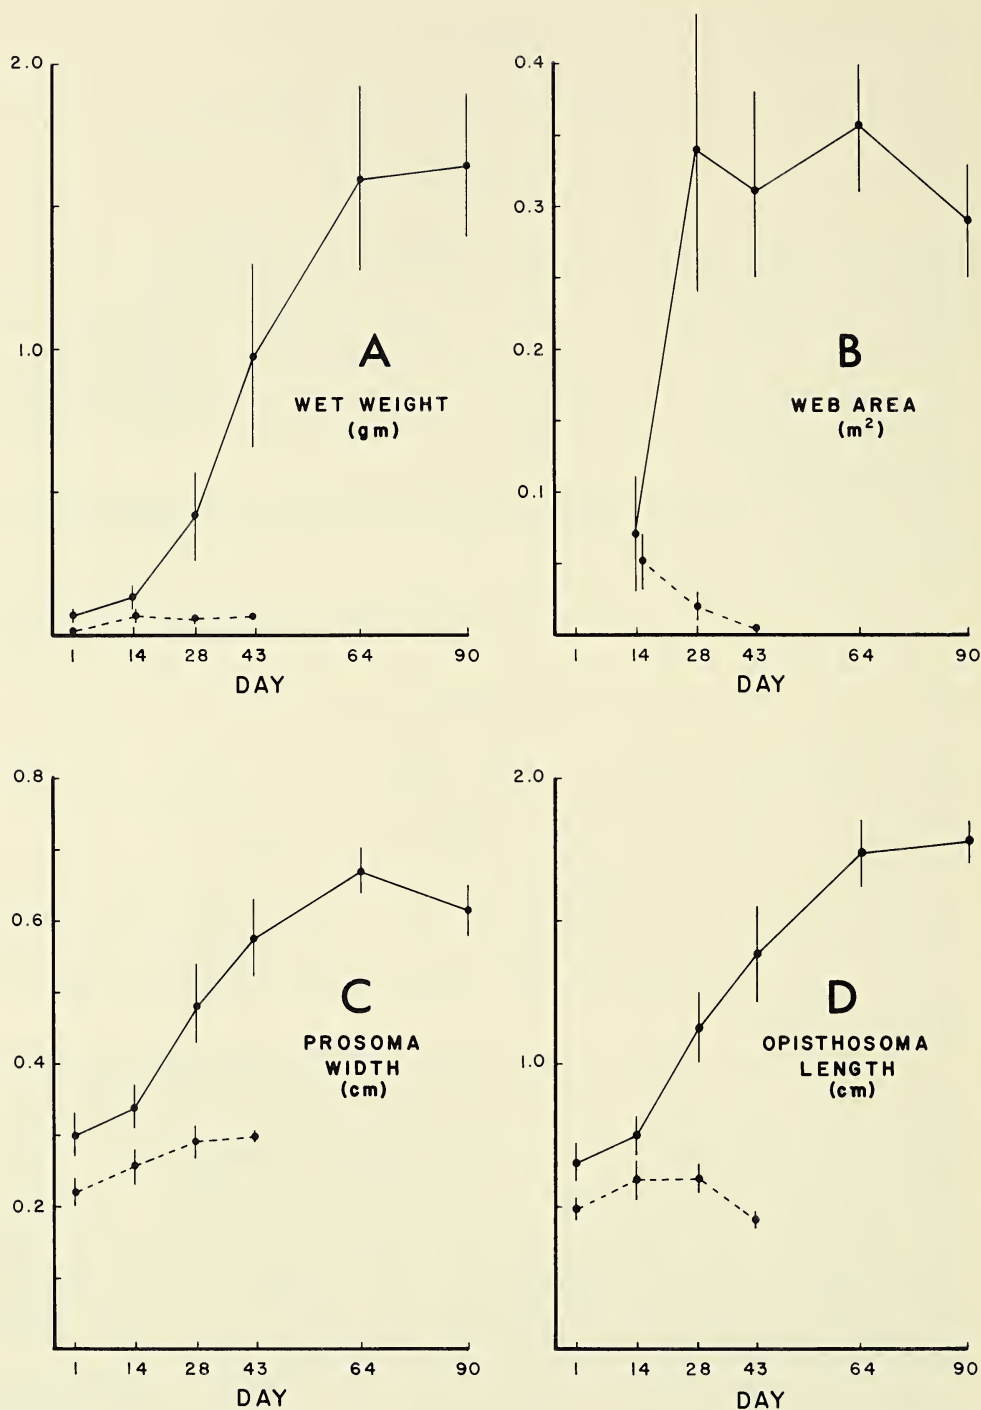 2.0
1.0
A
WET WEIGHT
(gm)
1 14 28 43 64 90
DAY
0.4
0.3
0.2
0.1
B
WEB AREA
(m²)
1 14 28 43 64 90
DAY
0.8
0.6
0.4
0.2
C
PROSOMA
WIDTH
(cm)
1 14 28 43 64 90
DAY
2.0
1.0
D
OPISTHOSOMA
LENGTH
(cm)
1 14 28 43 64 90
DAY